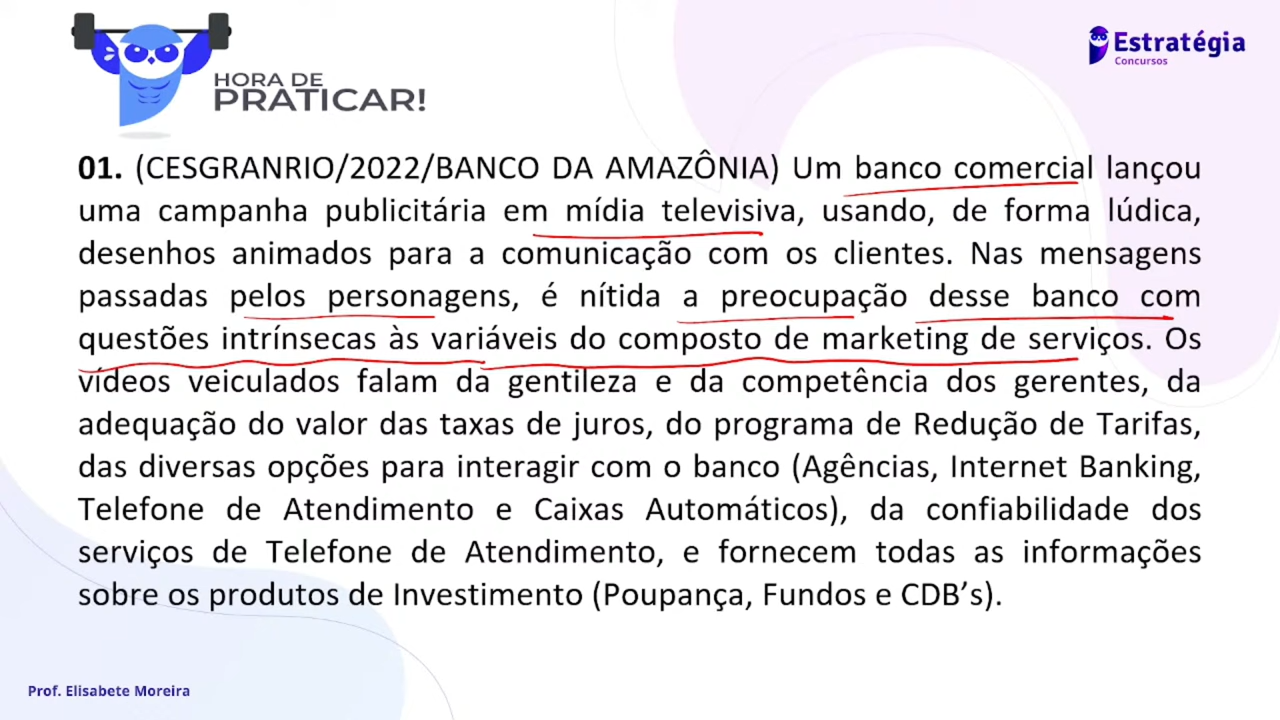 HORA DE
PRATICAR!
Estratégia
Concursos
01. (CESGRANRIO/2022/BANCO DA AMAZÔNIA) Um banco comercial lançou
uma campanha publicitária em mídia televisiva, usando, de forma lúdica,
desenhos animados para a comunicação com os clientes. Nas mensagens
passadas pelos personagens, é nítida a preocupação desse banco com
questões intrínsecas às variáveis do composto de marketing de serviços. Os
vídeos veiculados falam da gentileza e da competência dos gerentes, da
adequação do valor das taxas de juros, do programa de Redução de Tarifas,
das diversas opções para interagir com o banco (Agências, Internet Banking,
Telefone de Atendimento e Caixas Automáticos), da confiabilidade dos
serviços de Telefone de Atendimento, e fornecem todas as informações
sobre os produtos de Investimento (Poupança, Fundos e CDB’s).
Prof. Elisabete Moreira